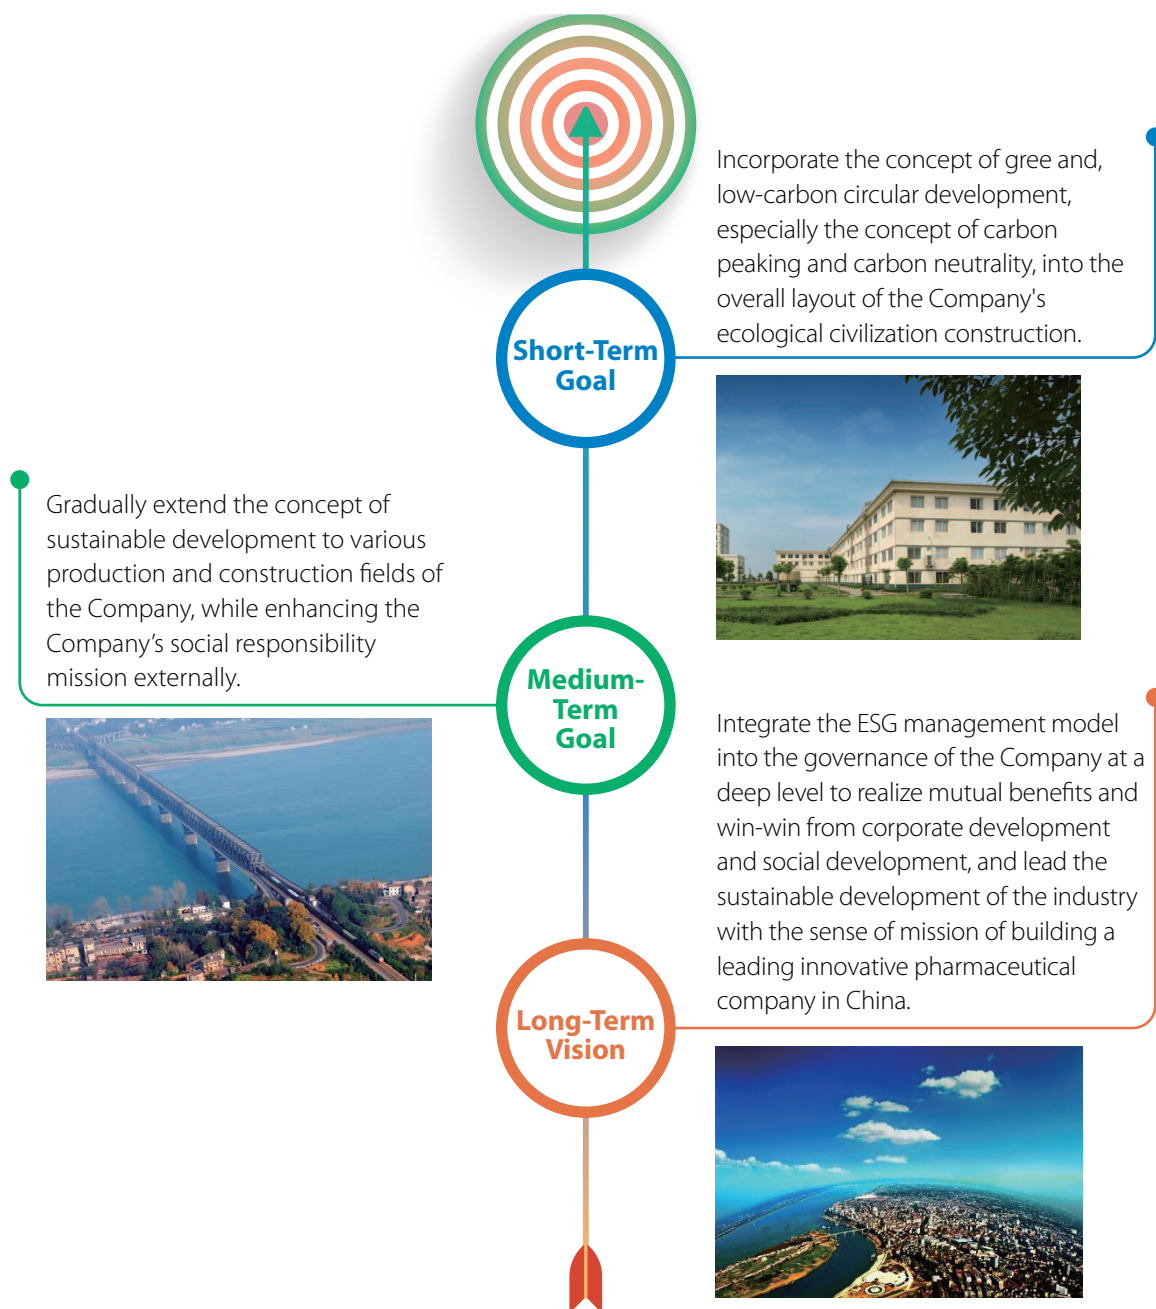 Incorporate the concept of gree and,
low-carbon circular development,
especially the concept of carbon
peaking and carbon neutrality, into the
overall layout of the Company's
ecological civilization construction.
Short-Term
Goal
Gradually extend the concept of
sustainable development to various
production and construction fields of
the Company, while enhancing the
Company’s social responsibility
mission externally.
Medium-
Term
Goal
Integrate the ESG management model
into the governance of the Company at a
deep level to realize mutual benefits and
win-win from corporate development
and social development, and lead the
sustainable development of the industry
with the sense of mission of building a
leading innovative pharmaceutical
company in China.
Long-Term
Vision